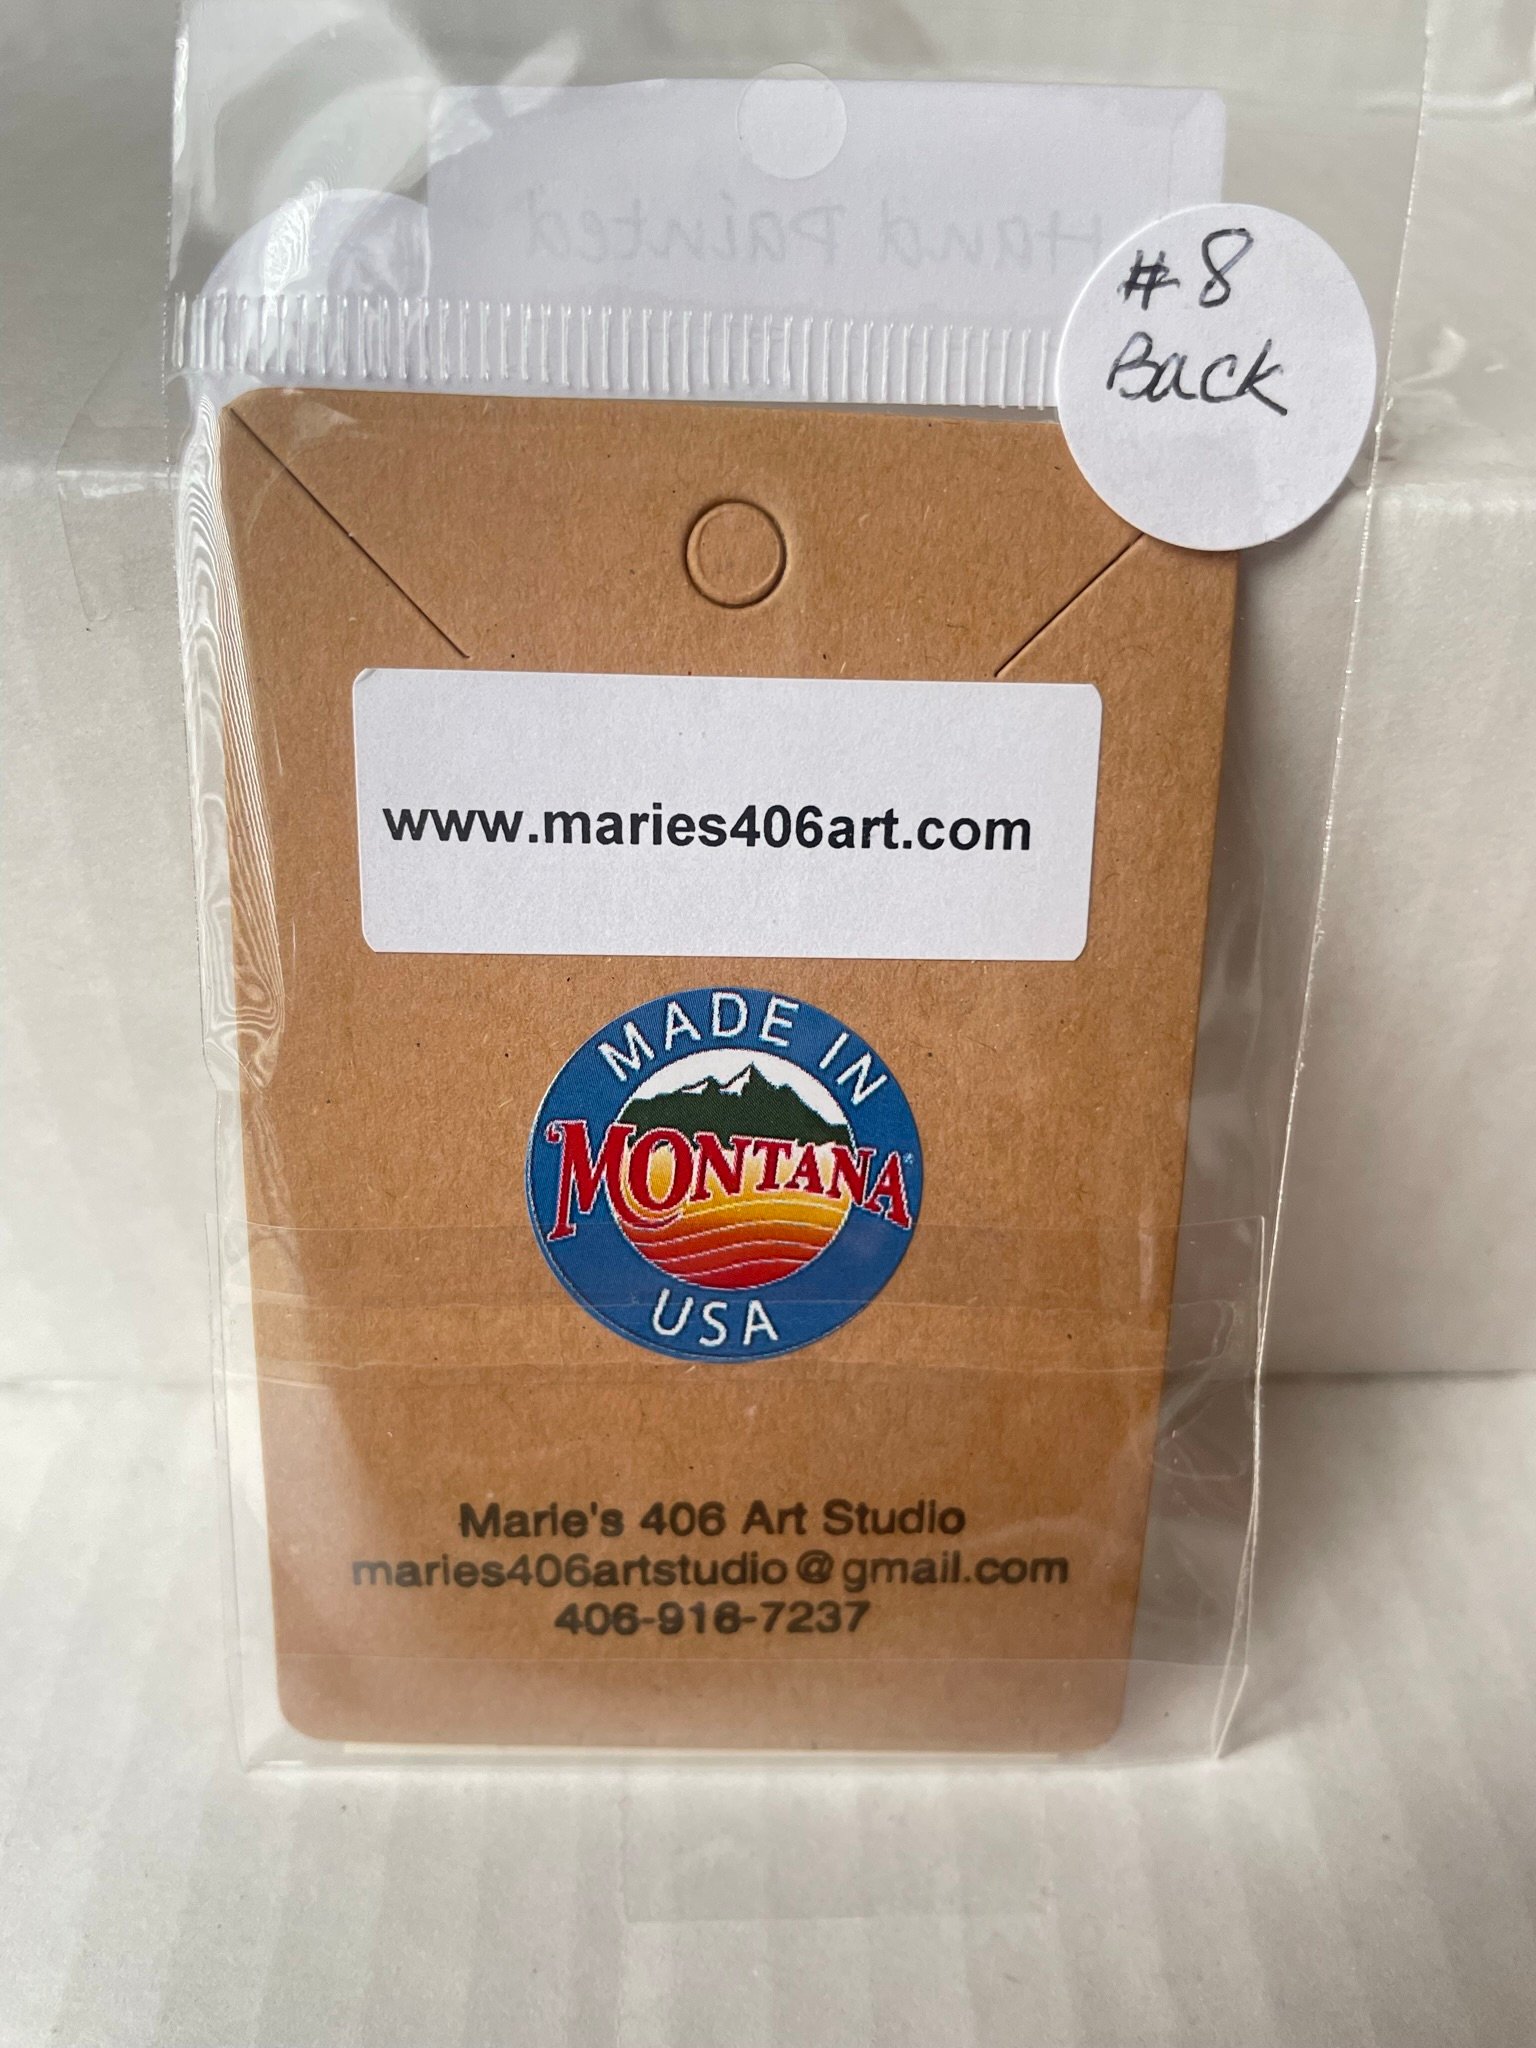 Hand Painted
#8
Back
www.maries406art.com
MADE IN
MONTANA
USA
Marie's 406 Art Studio
maries406artstudio@gmail.com
406-916-7237